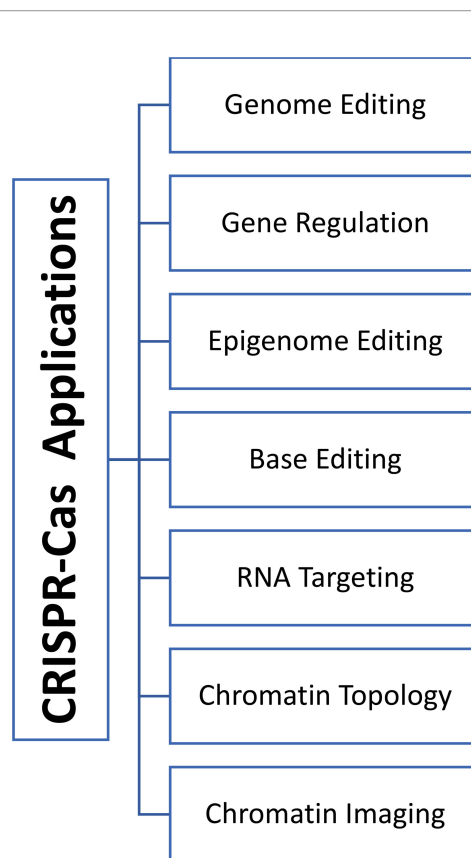 CRISPR-Cas Applications
Genome Editing
Gene Regulation
Epigenome Editing
Base Editing
RNA Targeting
Chromatin Topology
Chromatin Imaging